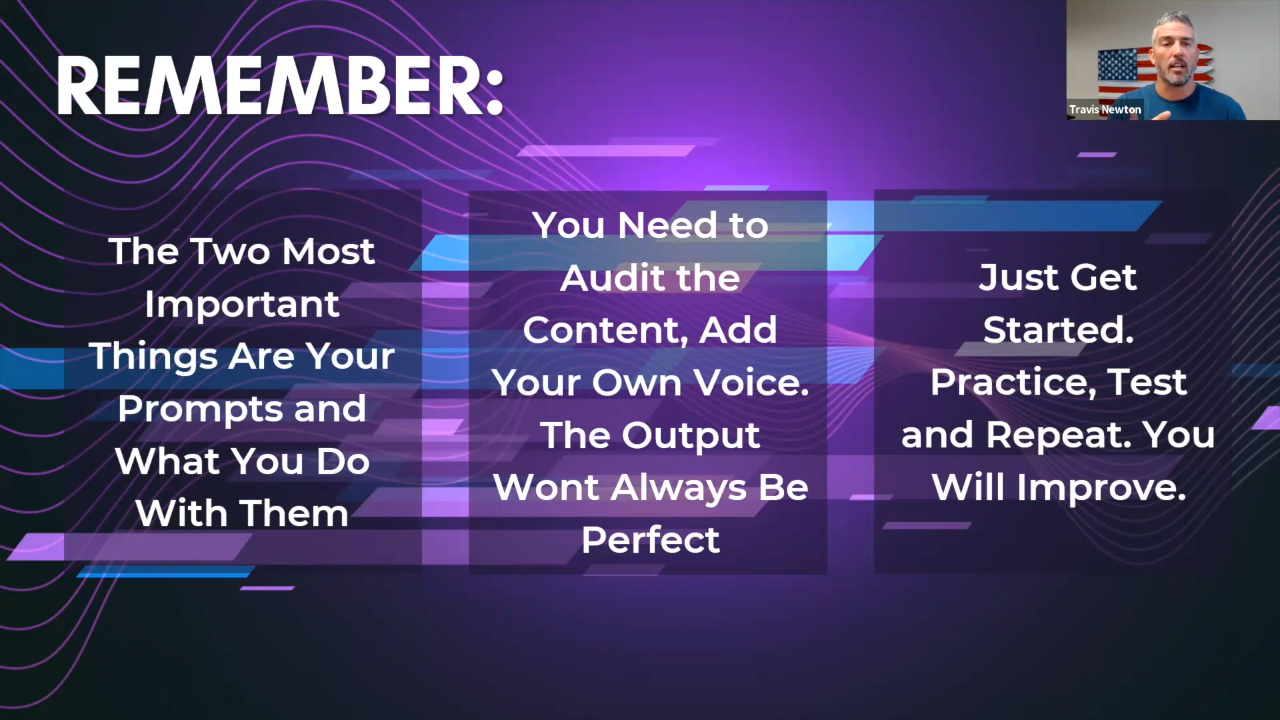 REMEMBER:
Travis Newton
The Two Most
Important
Things Are Your
Prompts and
What You Do
With Them
You Need to
Audit the
Content, Add
Your Own Voice.
The Output
Wont Always Be
Perfect
Just Get
Started.
Practice, Test
and Repeat. You
Will Improve.